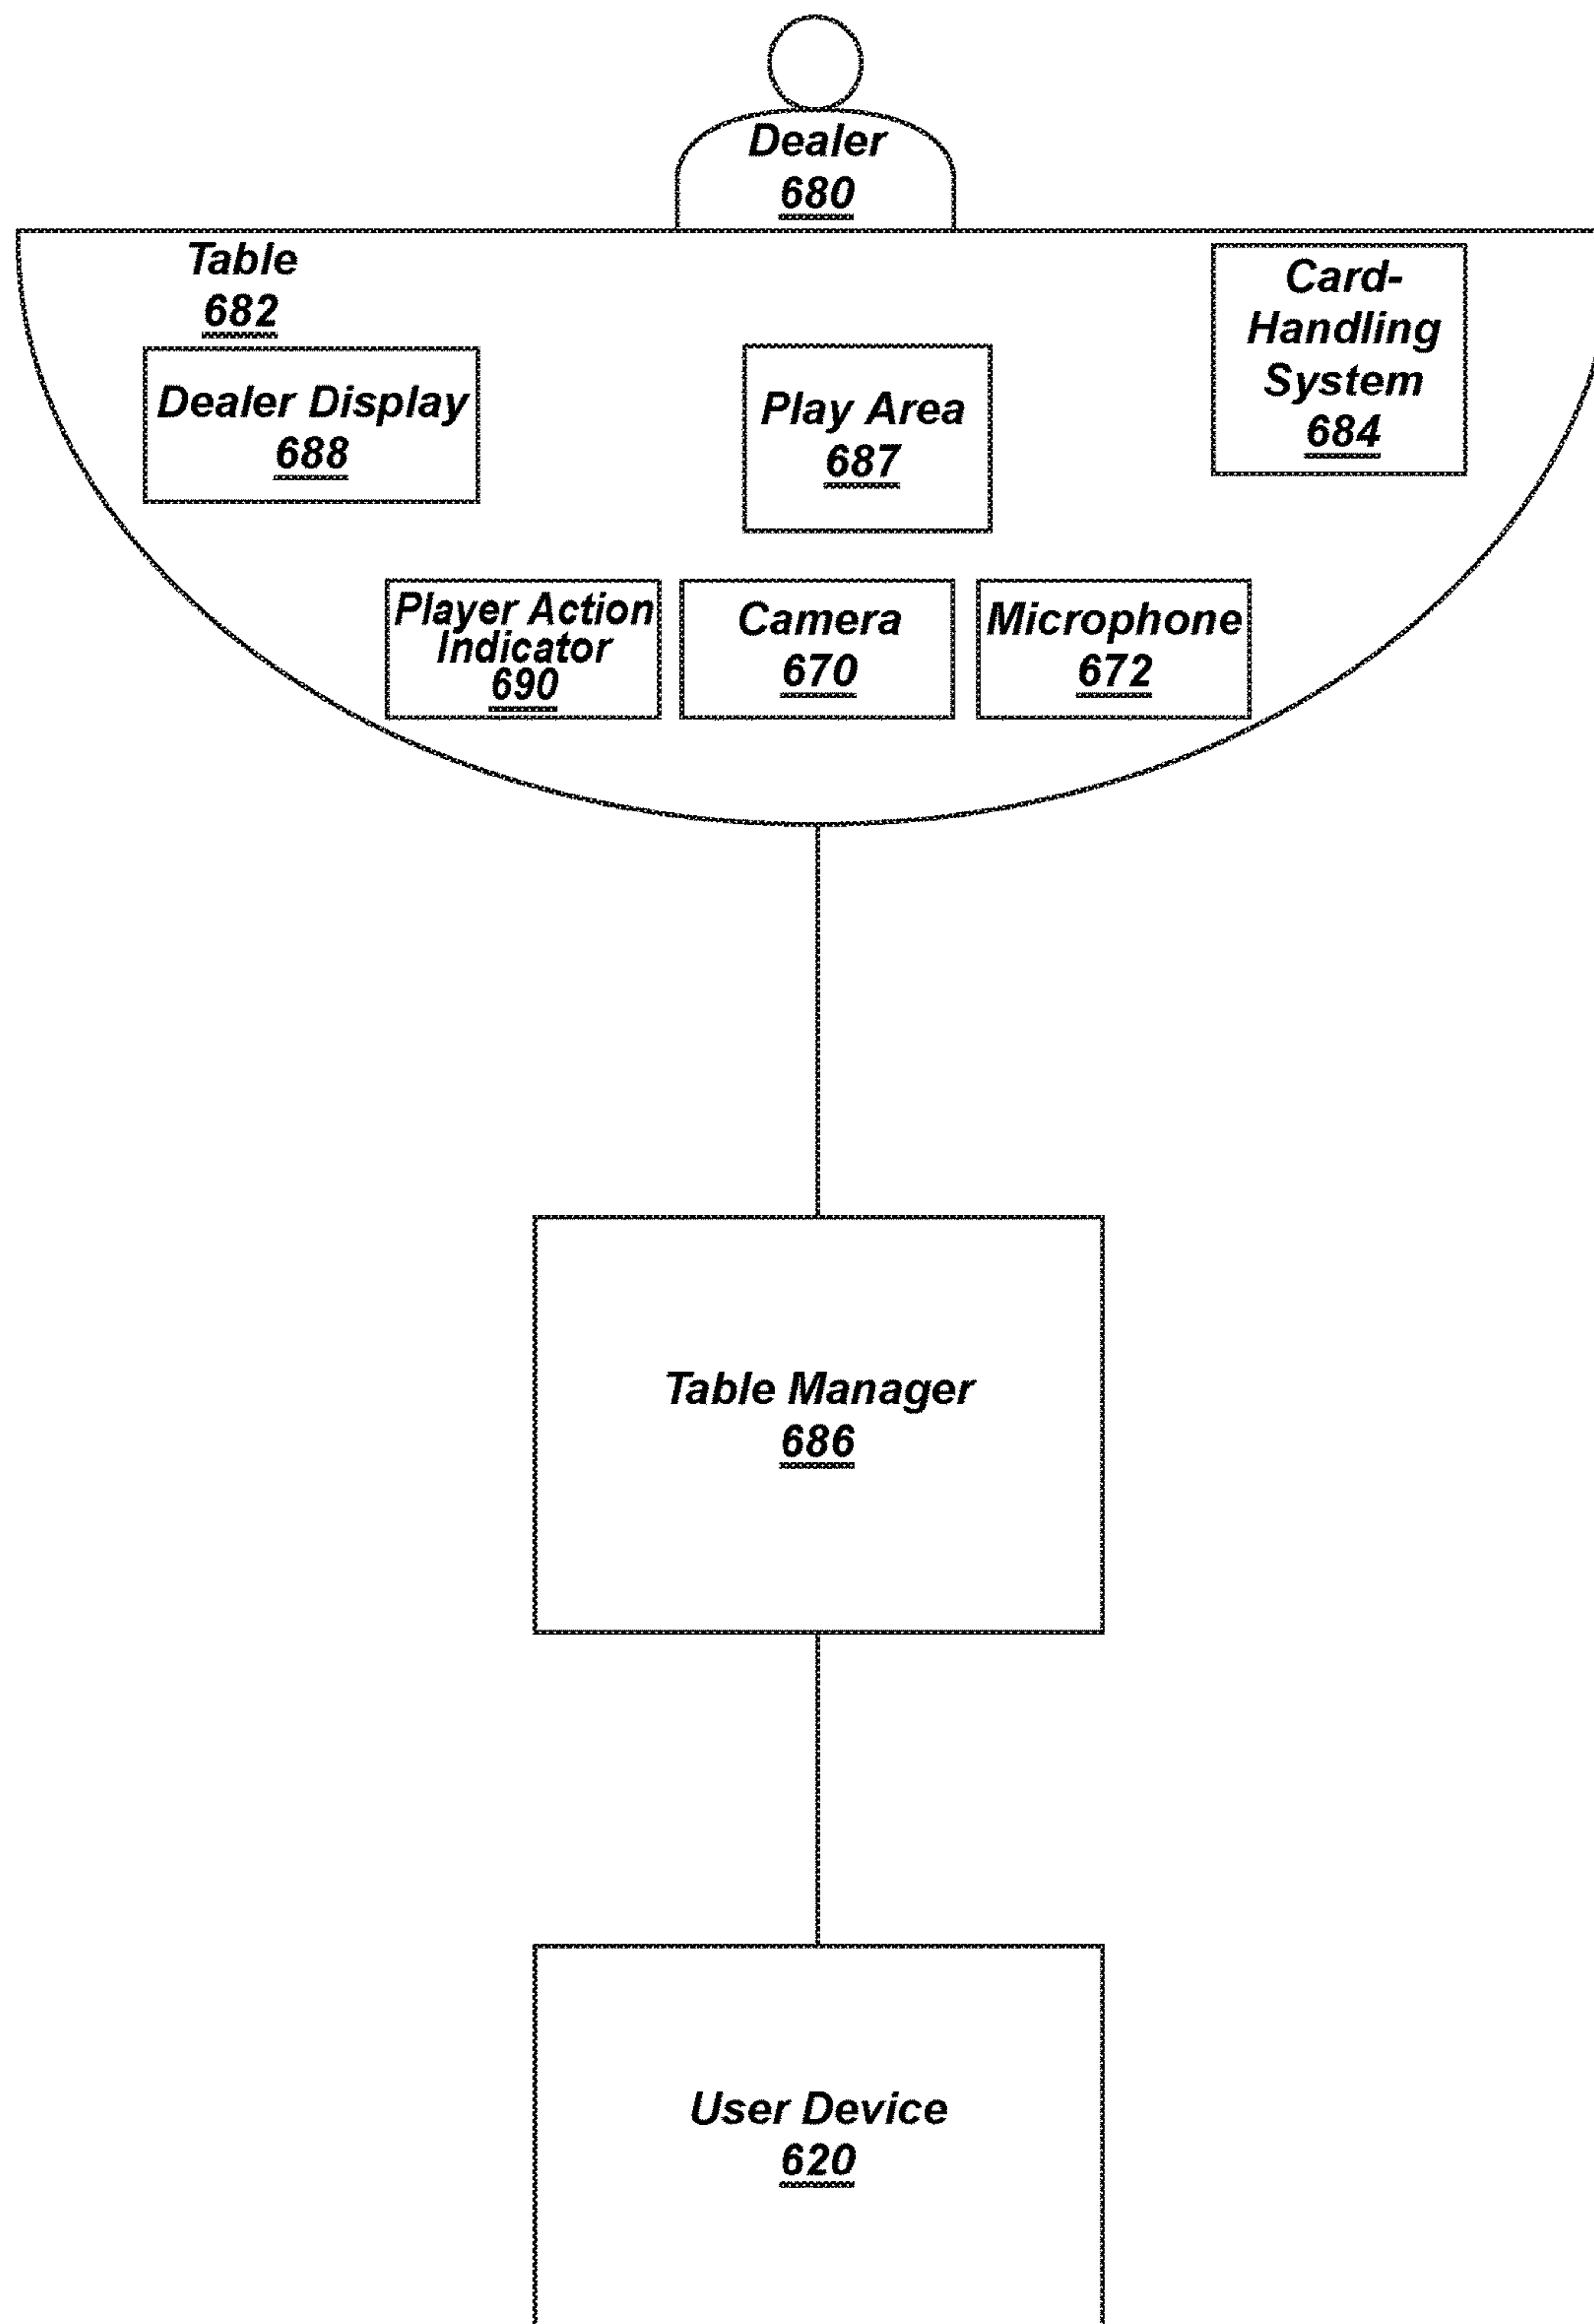 Dealer
680
Table
682
Card-
Handling
System
684
Dealer Display
688
Play Area
687
Player Action
Indicator
690
Camera
670
Microphone
672
Table Manager
686
User Device
620